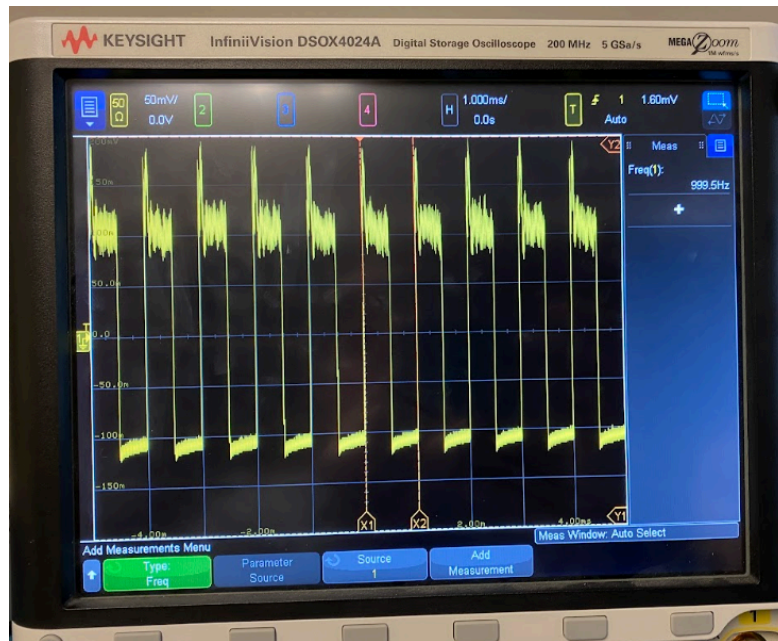 KEYSIGHT InfiniiVision DSOX4024A Digital Storage Oscilloscope 200 MHz 5 GSa/s MEGA Zoom
50Ω 50mV/ 0.0V 2 3 4 H 1.000ms/ 0.0s T 1 1.60mV Auto
Y2
Meas
Freq(1):
999.5Hz
+
50.0m
0.0
-50.0m
-100m
-150m
-4.00m -2.00m X1 X2 2.00m 4.00ms Y1
Add Measurements Menu
Meas Window: Auto Select
Type: Freq
Parameter Source
Source 1
Add Measurement